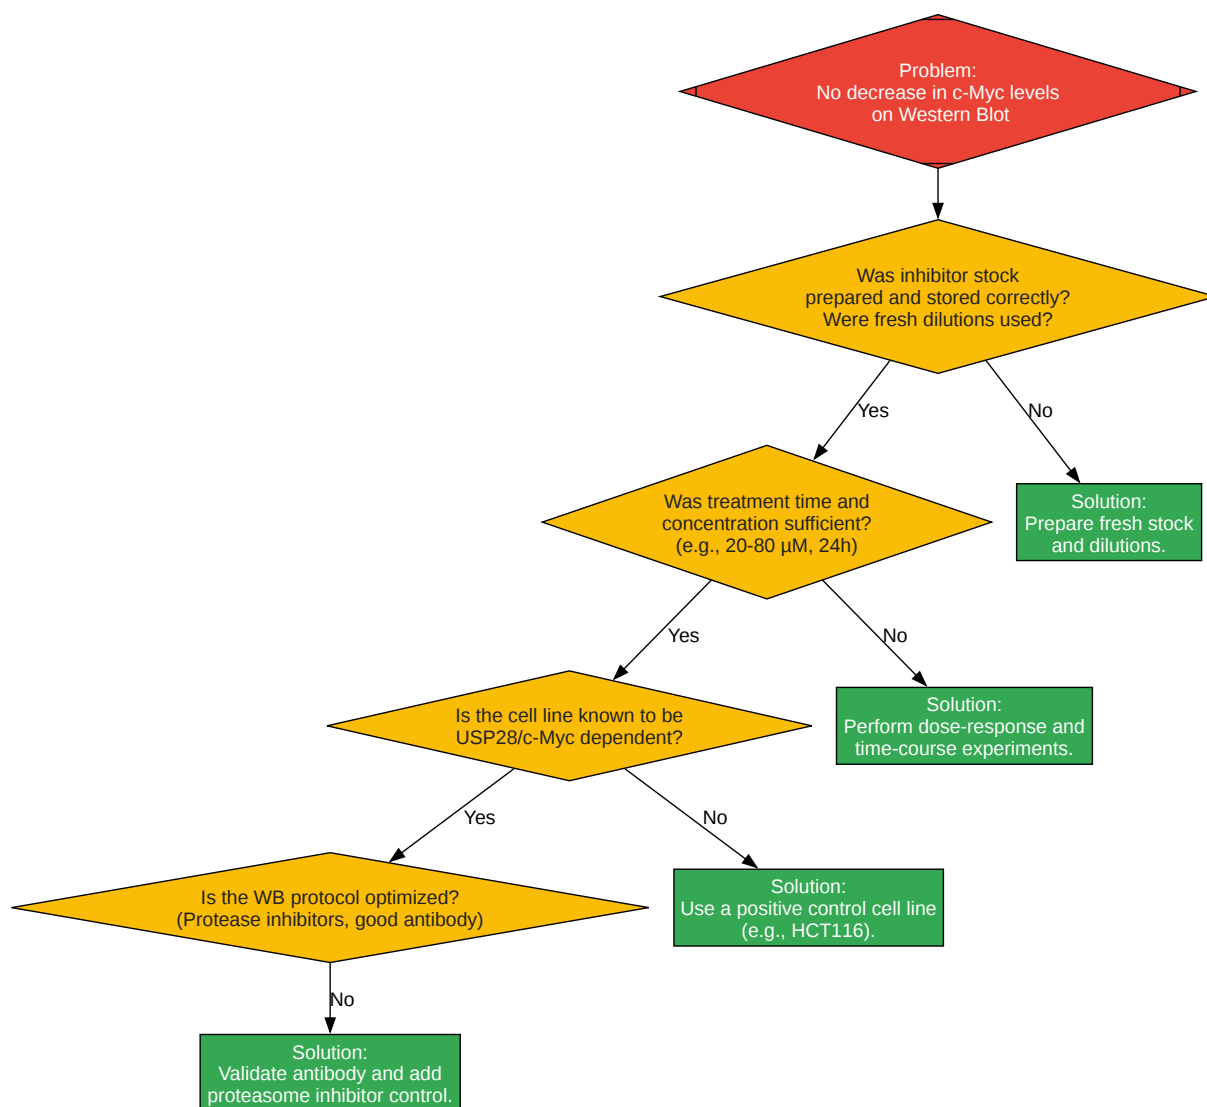 Problem:
No decrease in c-Myc levels
on Western Blot
Was inhibitor stock
prepared and stored correctly?
Were fresh dilutions used?
Yes
No
Was treatment time and
concentration sufficient?
(e.g., 20-80 µM, 24h)
Solution:
Prepare fresh stock
and dilutions.
Yes
No
Is the cell line known to be
USP28/c-Myc dependent?
Solution:
Perform dose-response and
time-course experiments.
Yes
No
Is the WB protocol optimized?
(Protease inhibitors, good antibody)
Solution:
Use a positive control cell line
(e.g., HCT116).
No
Solution:
Validate antibody and add
proteasome inhibitor control.